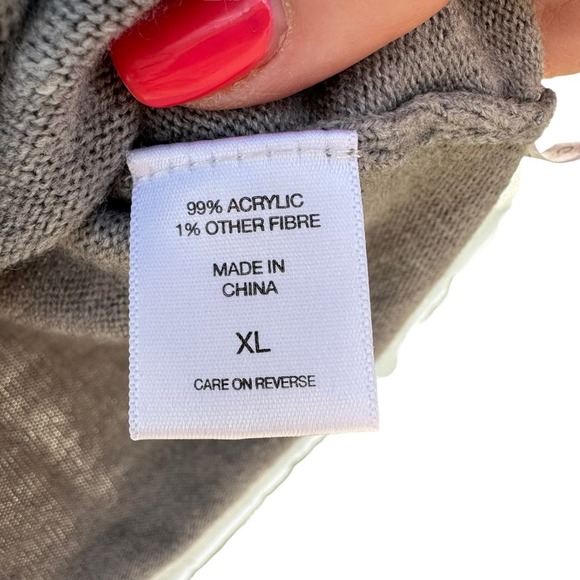 99% ACRYLIC
1% OTHER FIBRE
MADE IN
CHINA
XL
CARE ON REVERSE